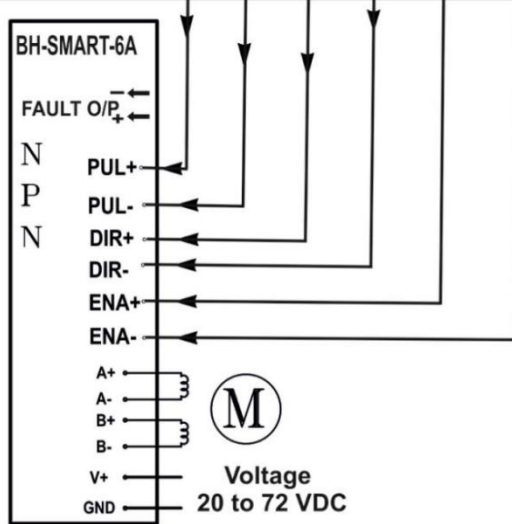 BH-SMART-6A
FAULT O/P
−
+
N
P
N
PUL+
PUL-
DIR+
DIR-
ENA+
ENA-
A+
A-
B+
B-
M
V+
GND
Voltage
20 to 72 VDC